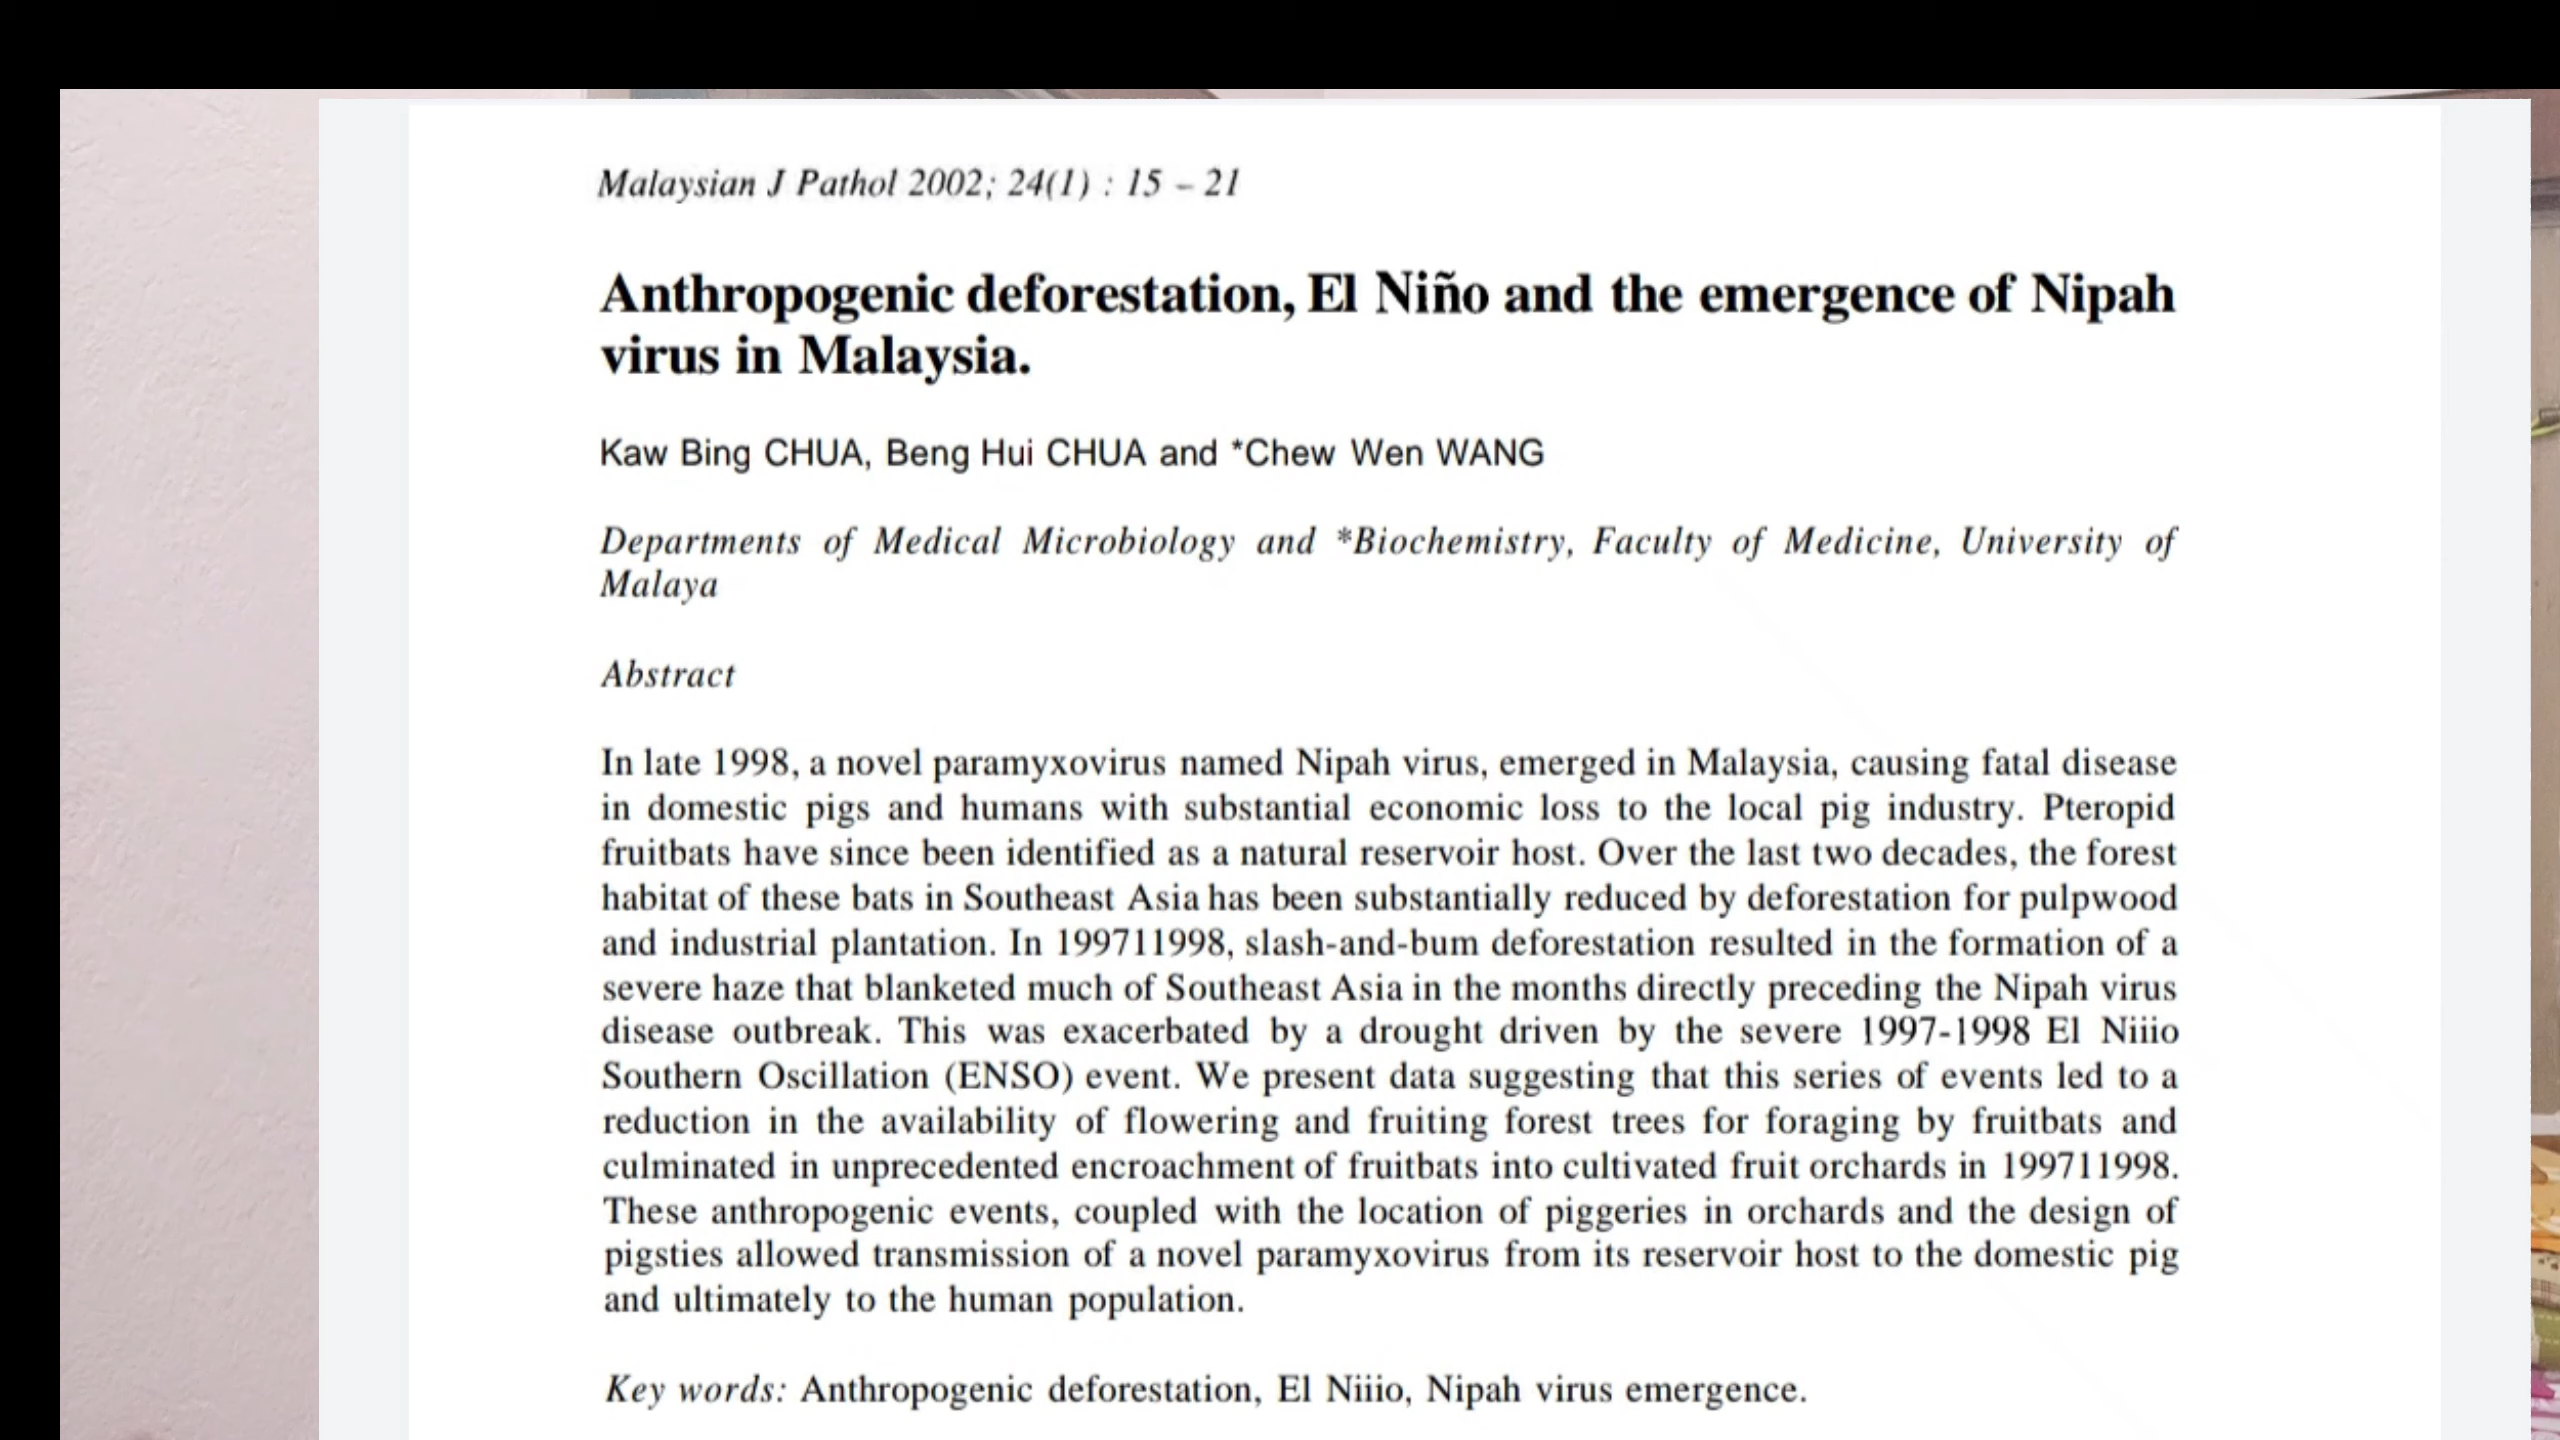 Malaysian J Pathol 2002; 24(1) : 15 – 21
Anthropogenic deforestation, El Niño and the emergence of Nipah
virus in Malaysia.
Kaw Bing CHUA, Beng Hui CHUA and *Chew Wen WANG
Departments of Medical Microbiology and *Biochemistry, Faculty of Medicine, University of
Malaya
Abstract
In late 1998, a novel paramyxovirus named Nipah virus, emerged in Malaysia, causing fatal disease
in domestic pigs and humans with substantial economic loss to the local pig industry. Pteropid
fruitbats have since been identified as a natural reservoir host. Over the last two decades, the forest
habitat of these bats in Southeast Asia has been substantially reduced by deforestation for pulpwood
and industrial plantation. In 199711998, slash-and-bum deforestation resulted in the formation of a
severe haze that blanketed much of Southeast Asia in the months directly preceding the Nipah virus
disease outbreak. This was exacerbated by a drought driven by the severe 1997-1998 El Niiio
Southern Oscillation (ENSO) event. We present data suggesting that this series of events led to a
reduction in the availability of flowering and fruiting forest trees for foraging by fruitbats and
culminated in unprecedented encroachment of fruitbats into cultivated fruit orchards in 199711998.
These anthropogenic events, coupled with the location of piggeries in orchards and the design of
pigsties allowed transmission of a novel paramyxovirus from its reservoir host to the domestic pig
and ultimately to the human population.
Key words: Anthropogenic deforestation, El Niiio, Nipah virus emergence.